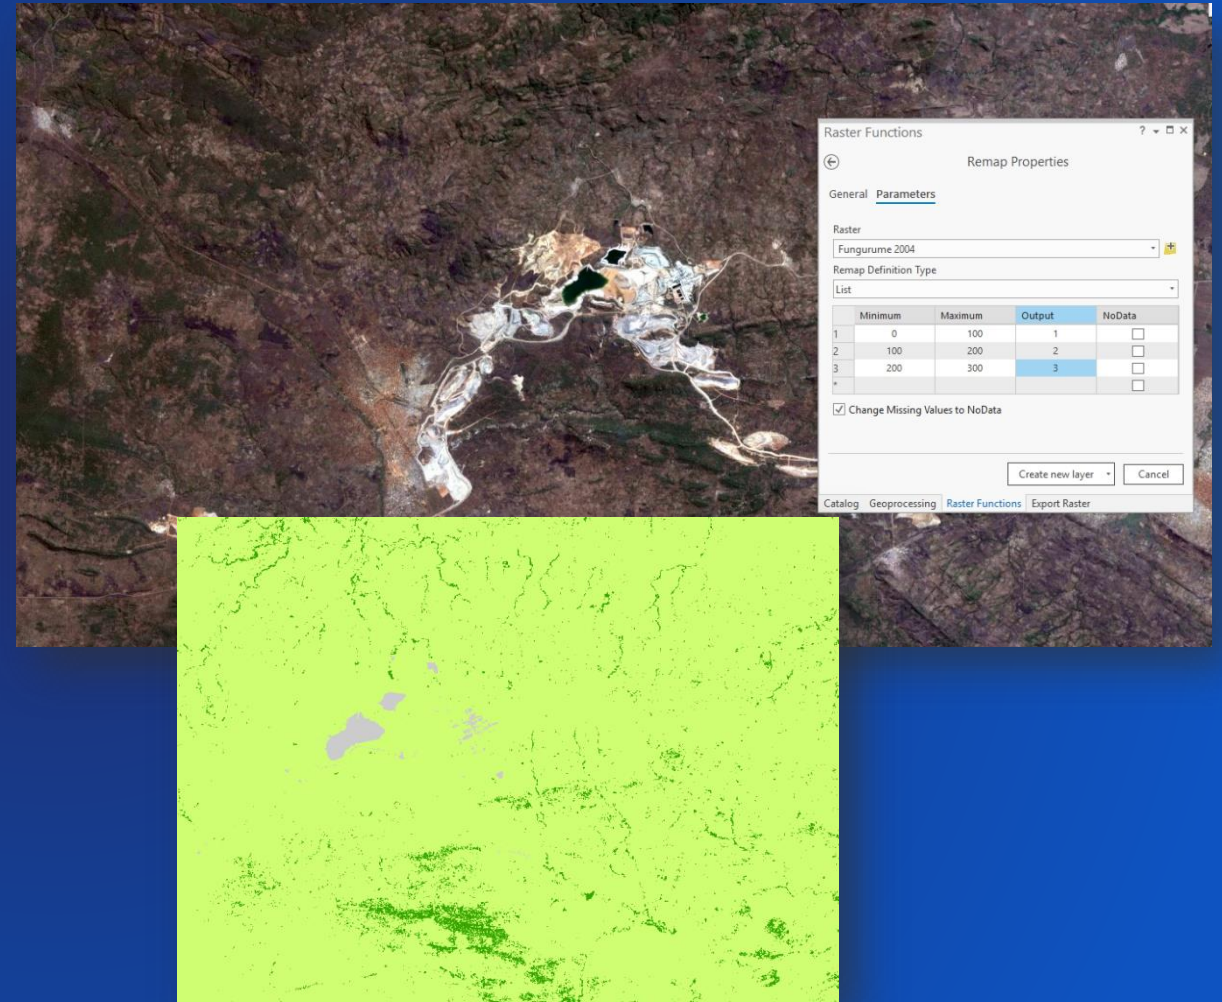 Raster Functions
?
Remap Properties
General Parameters
Raster
Fungurume 2004
Remap Definition Type
List
Minimum Maximum Output NoData
1 0 100 1
2 100 200 2
3 200 300 3
*
Change Missing Values to NoData
Create new layer Cancel
Catalog Geoprocessing Raster Functions Export Raster